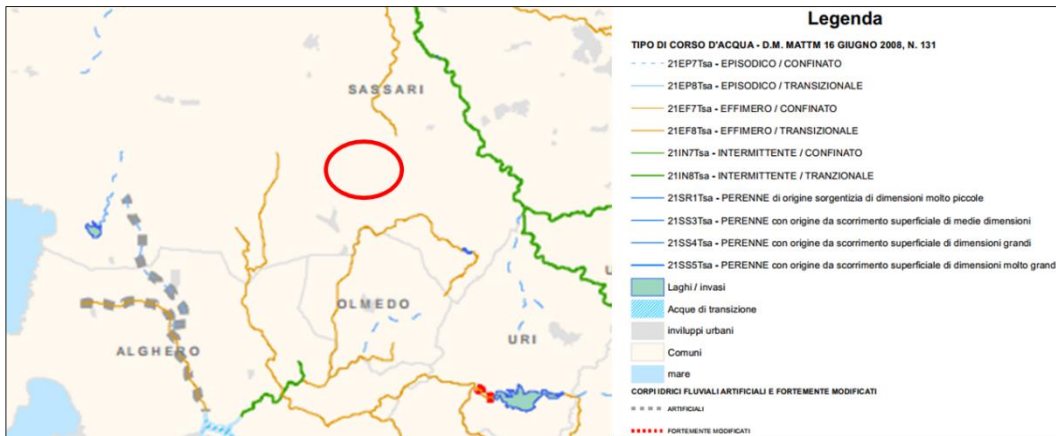 SASSARI
OLMEDO
URI
ALGHERO
U
Legenda
TIPO DI CORSO D'ACQUA - D.M. MATTM 16 GIUGNO 2008, N. 131
21EP7Tsa - EPISODICO / CONFINATO
21EP8Tsa - EPISODICO / TRANSIZIONALE
21EF7Tsa - EFFIMERO / CONFINATO
21EF8Tsa - EFFIMERO / TRANSIZIONALE
21IN7Tsa - INTERMITTENTE / CONFINATO
21IN8Tsa - INTERMITTENTE / TRANZIONALE
21SR1Tsa - PERENNE di origine sorgentizia di dimensioni molto piccole
21SS3Tsa - PERENNE con origine da scorrimento superficiale di medie dimensioni
21SS4Tsa - PERENNE con origine da scorrimento superficiale di dimensioni grandi
21SS5Tsa - PERENNE con origine da scorrimento superficiale di dimensioni molto grand
Laghi / invasi
Acque di transizione
inviluppi urbani
Comuni
mare
CORPI IDRICI FLUVIALI ARTIFICIALI E FORTEMENTE MODIFICATI
ARTIFICIALI
FORTEMENTE MODIFICATI